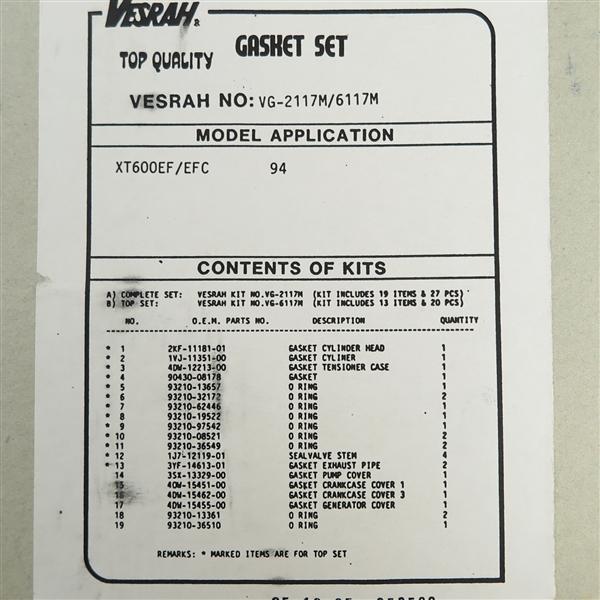 VESRAH®
TOP QUALITY GASKET SET
VESRAH NO: VG-2117M/6117M
MODEL APPLICATION
XT600EF/EFC 94
CONTENTS OF KITS
A) COMPLETE SET: VESRAH KIT NO.VG-2117M (KIT INCLUDES 19 ITEMS & 27 PCS)
B) TOP SET: VESRAH KIT NO.VG-6117M (KIT INCLUDES 13 ITEMS & 20 PCS)
NO. O.E.M. PARTS NO. DESCRIPTION QUANTITY
* 1 2KF-11181-01 GASKET CYLINDER HEAD 1
* 2 1VJ-11351-00 GASKET CYLINER 1
* 3 4DW-12213-00 GASKET TENSIONER CASE 1
* 4 90430-08178 GASKET 1
* 5 93210-13657 O RING 1
* 6 93210-32172 O RING 2
* 7 93210-62446 O RING 1
* 8 93210-19522 O RING 1
* 9 93210-97542 O RING 1
* 10 93210-08521 O RING 2
* 11 93210-36549 O RING 2
* 12 1J7-12119-01 SEALVALVE STEM 4
* 13 3YF-14613-01 GASKET EXHAUST PIPE 2
14 3SX-13329-00 GASKET PUMP COVER 1
15 4DW-15451-00 GASKET CRANKCASE COVER 1 1
16 4DW-15462-00 GASKET CRANKCASE COVER 3 1
17 4DW-15455-00 GASKET GENERATOR COVER 1
18 93210-13361 O RING 2
19 93210-36510 O RING 1
REMARKS: * MARKED ITEMS ARE FOR TOP SET